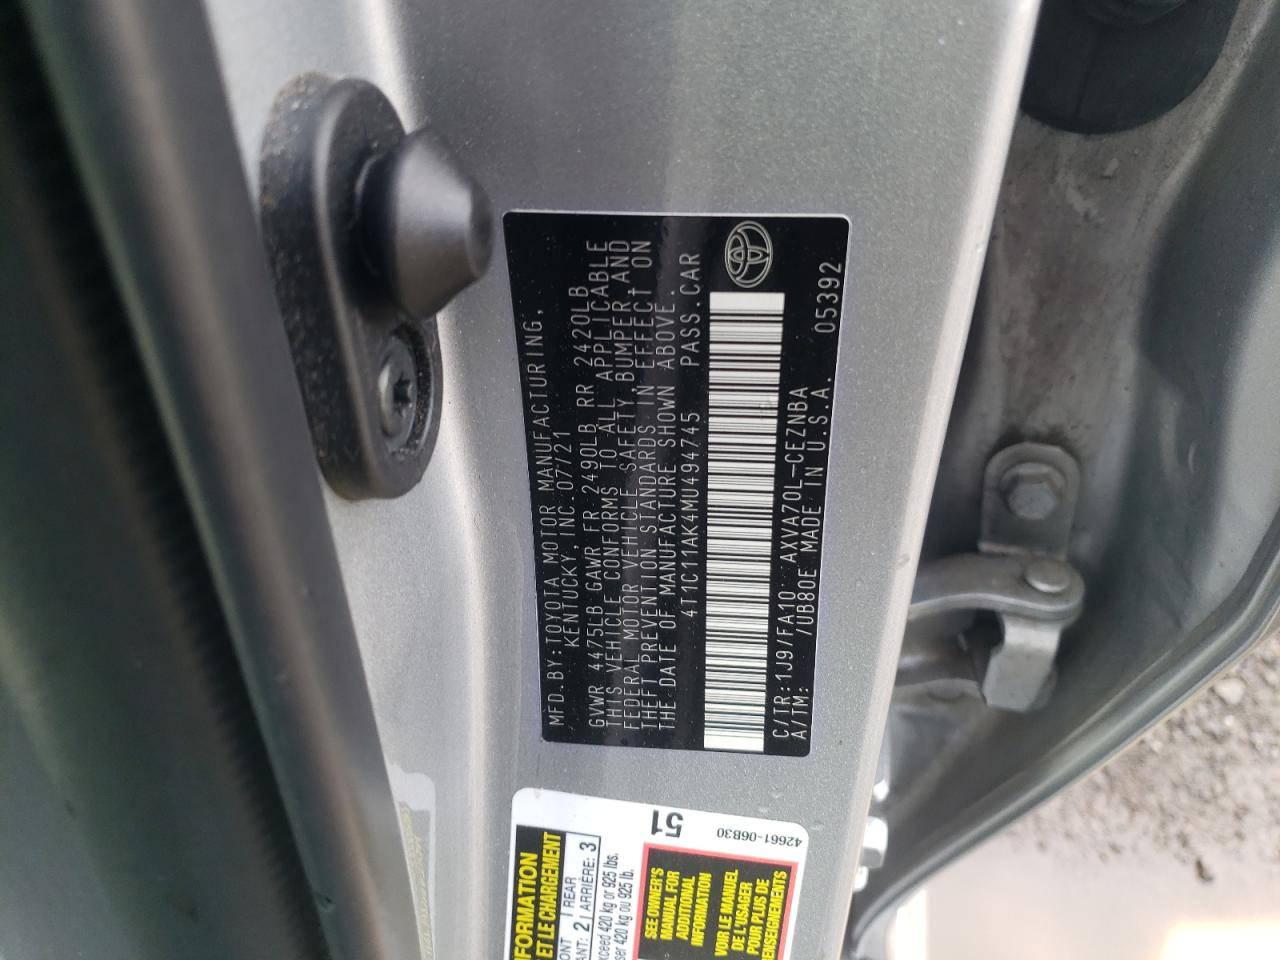 MFD.BY:TOYOTA MOTOR MANUFACTURING,
KENTUCKY, INC.07/21
GVWR 4475LB GAWR FR 2490LB RR 2420LB
THIS VEHICLE CONFORMS TO ALL APPLICABLE
FEDERAL MOTOR VEHICLE SAFETY, BUMPER, AND
THEFT PREVENTION STANDARDS IN EFFECT ON
THE DATE OF MANUFACTURE SHOWN ABOVE.
4T1C11AK4MU494745 PASS.CAR
C/TR:1J9/FA10 AXVA70L-CEZNBA
A/TM: /UB80E MADE IN U.S.A. 05392
51
42661-06B30
ET LE CHARGEMENT
2 REAR
ARRIÈRE: 3
420 kg or 925 lbs.
420 kg ou 925 lb.
SEE OWNER'S
MANUAL FOR
ADDITIONAL
INFORMATION
VOIR LE MANUEL
DE L'USAGER
POUR PLUS DE